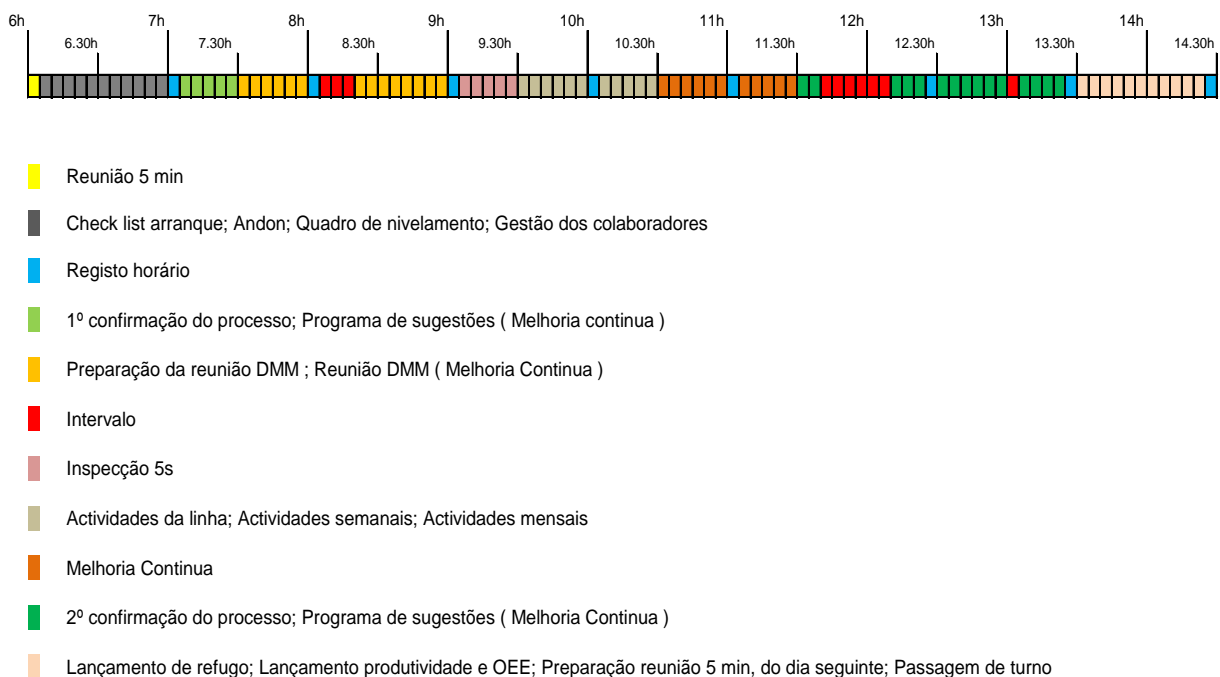 6h 7h 8h 9h 10h 11h 12h 13h 14h
6.30h 7.30h 8.30h 9.30h 10.30h 11.30h 12.30h 13.30h 14.30h
Reunião 5 min
Check list arranque; Andon; Quadro de nivelamento; Gestão dos colaboradores
Registo horário
1º confirmação do processo; Programa de sugestões ( Melhoria continua )
Preparação da reunião DMM ; Reunião DMM ( Melhoria Continua )
Intervalo
Inspecção 5s
Actividades da linha; Actividades semanais; Actividades mensais
Melhoria Continua
2º confirmação do processo; Programa de sugestões ( Melhoria Continua )
Lançamento de refugo; Lançamento produtividade e OEE; Preparação reunião 5 min, do dia seguinte; Passagem de turno